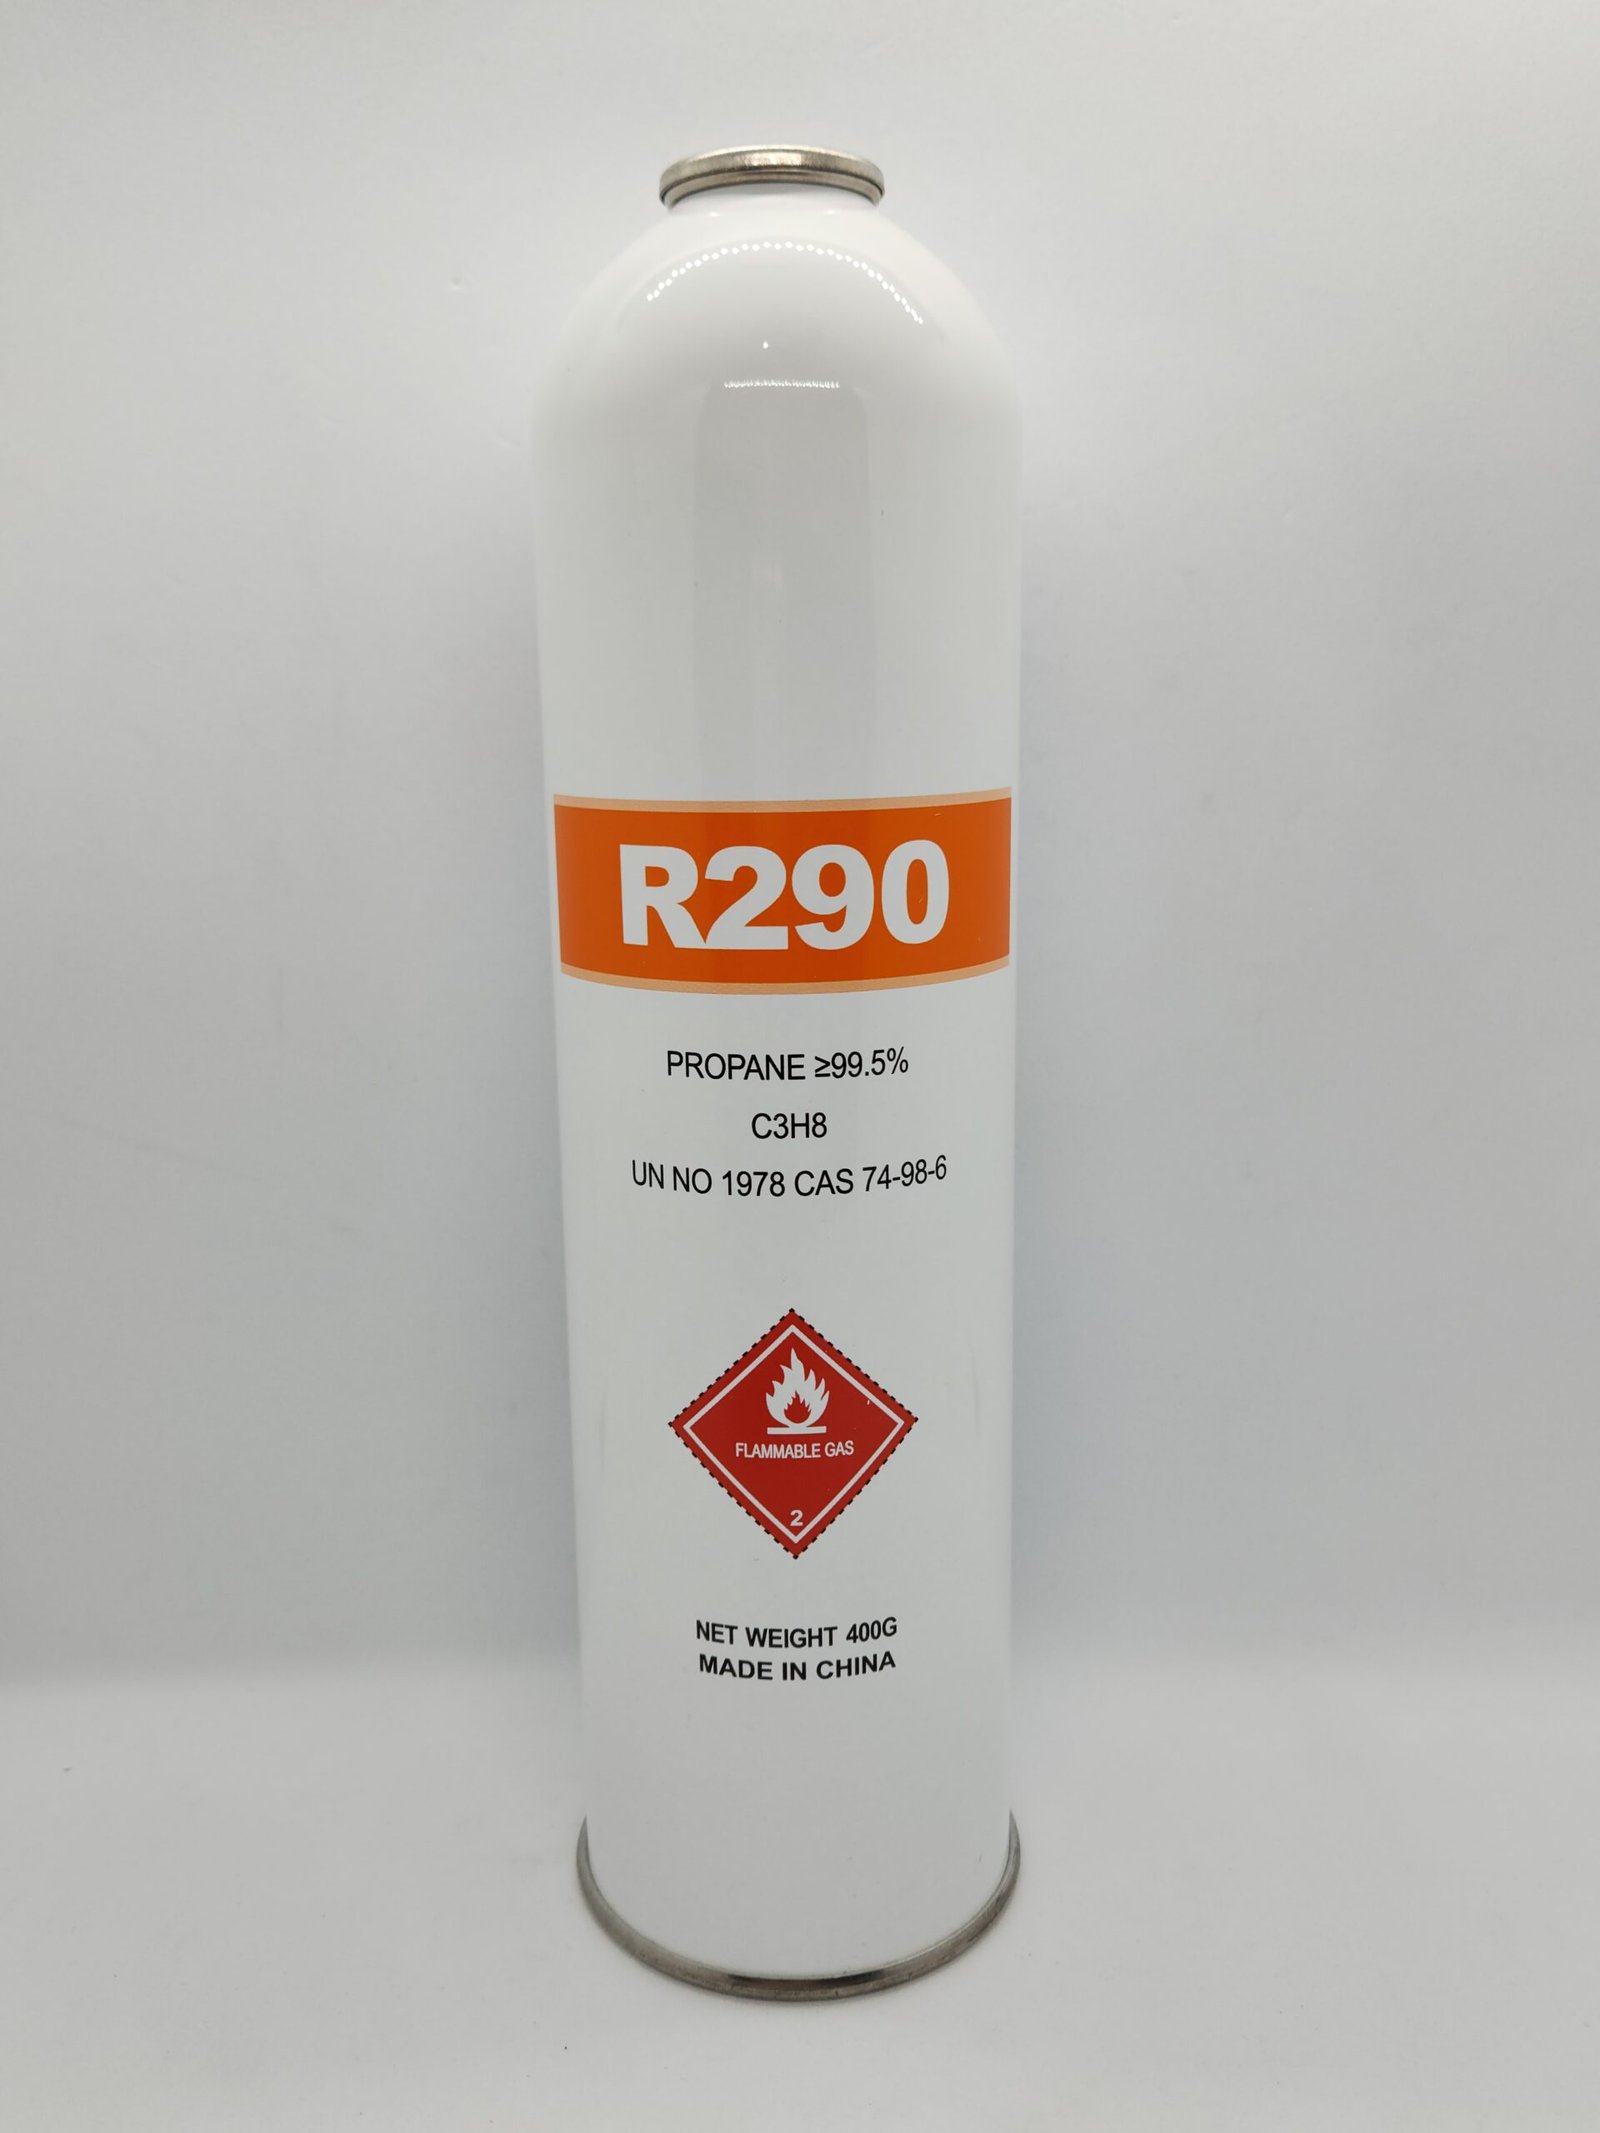 R290
PROPANE ≥99.5%
C3H8
UN NO 1978 CAS 74-98-6
FLAMMABLE GAS
2
NET WEIGHT 400G
MADE IN CHINA